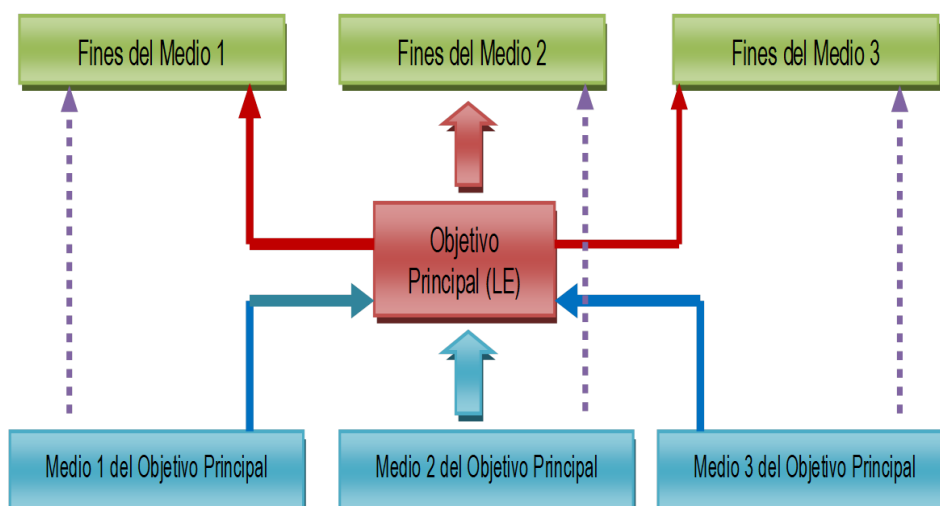 Fines del Medio 1
Fines del Medio 2
Fines del Medio 3
Objetivo
Principal (LE)
Medio 1 del Objetivo Principal
Medio 2 del Objetivo Principal
Medio 3 del Objetivo Principal